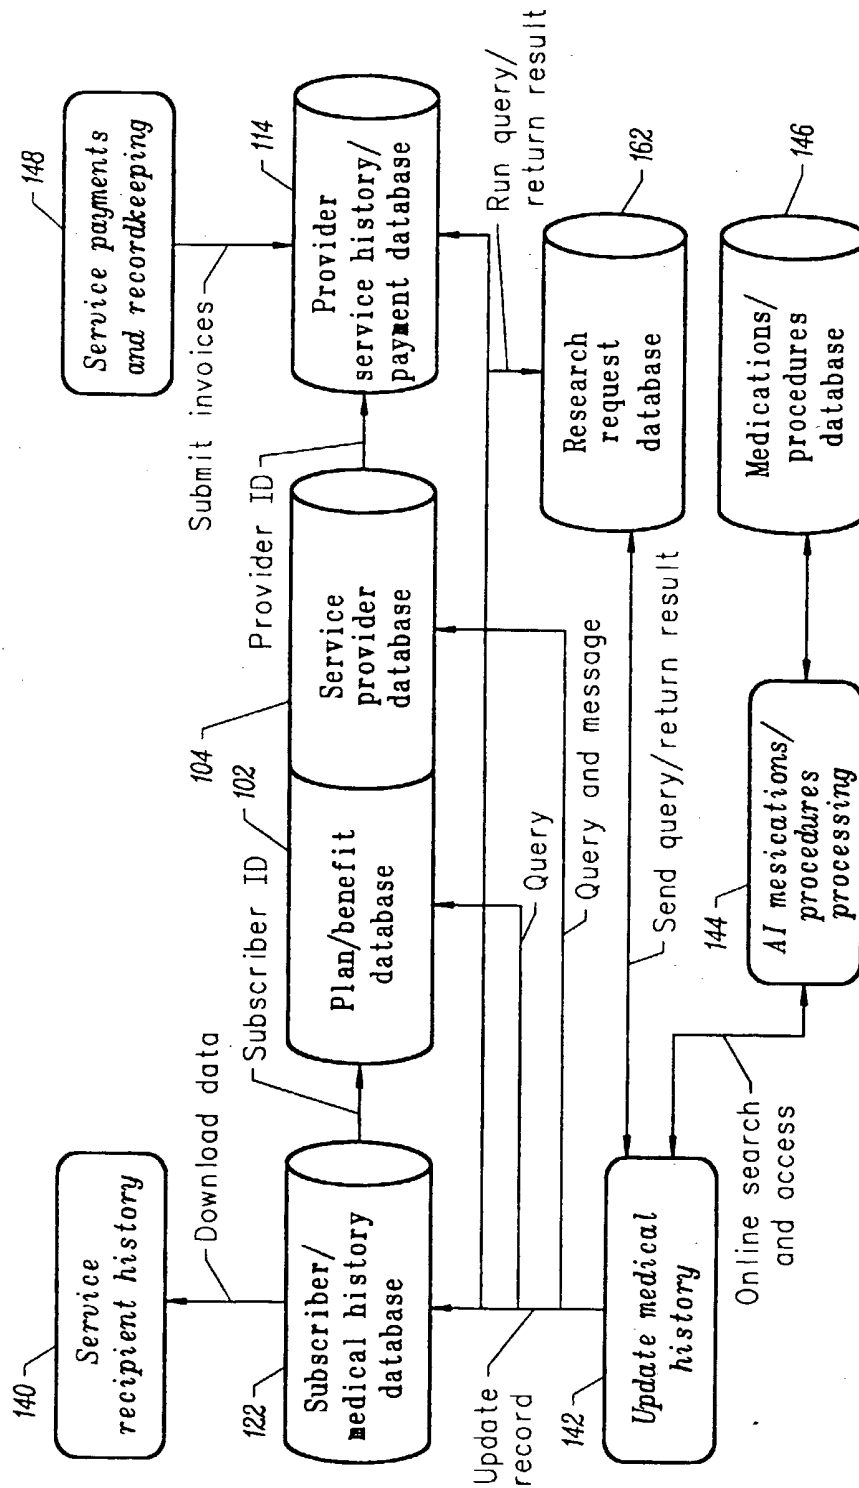 140
Service
recipient history
Download data
148
Service payments
and recordkeeping
Submit invoices
122
Subscriber/
medical history
database
Subscriber ID
102
Plan/benefit
database
104
Service
provider
database
Provider ID
114
Provider
service history/
payment database
Update
record
Query
Query and message
Run query/
return result
142
Update medical
history
Send query/return result
162
Research
request
database
Online search
and access
144
AI mesications/
procedures
processing
146
Medications/
procedures
database